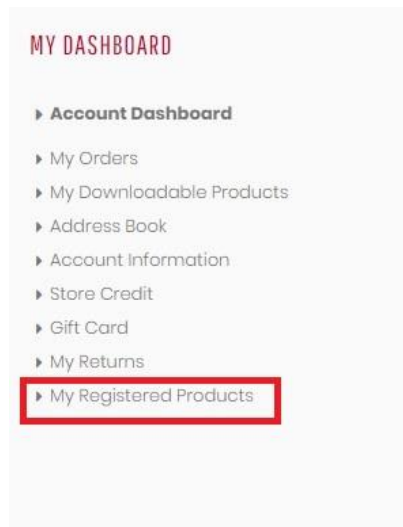 MY DASHBOARD
Account Dashboard
My Orders
My Downloadable Products
Address Book
Account Information
Store Credit
Gift Card
My Returns
My Registered Products